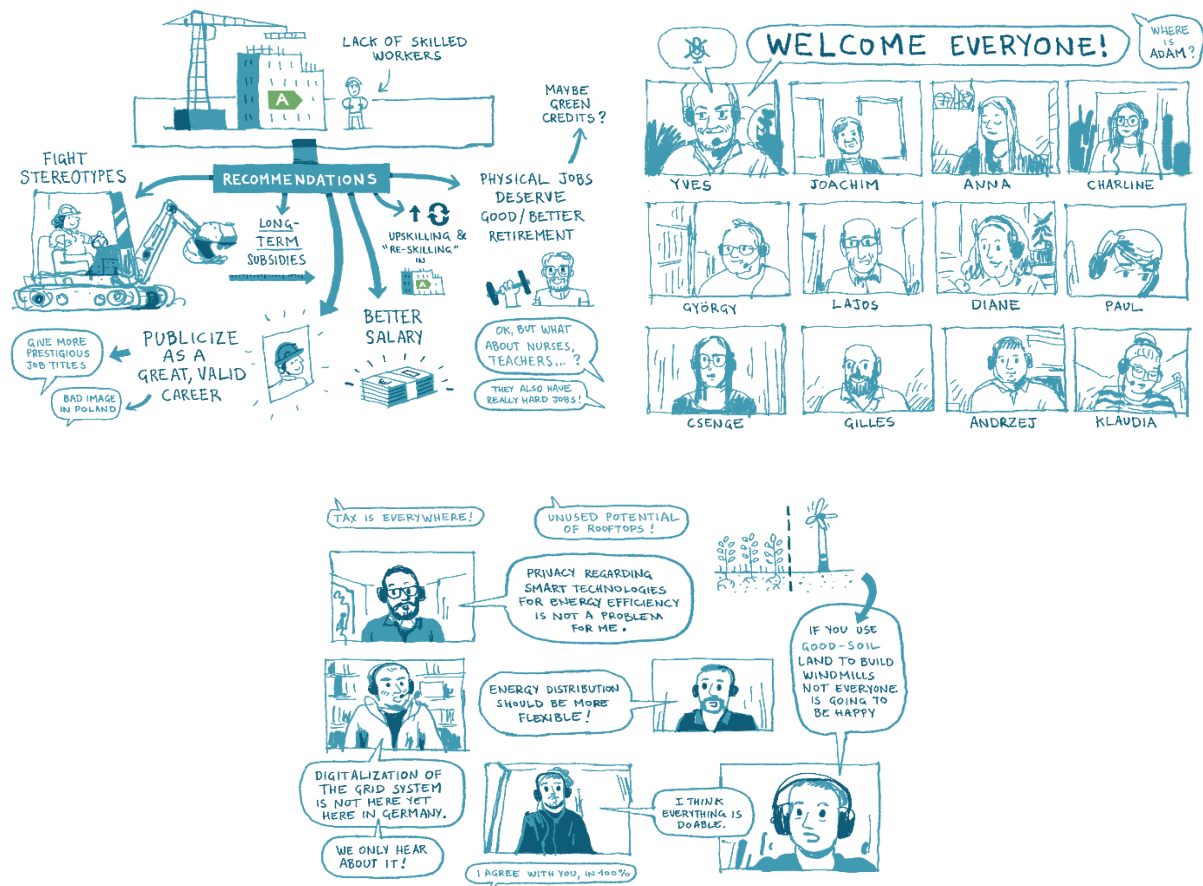 LACK OF SKILLED
WORKERS
A
RECOMMENDATIONS
FIGHT
STEREOTYPES
LONG-
TERM
SUBSIDIES
UPSKILLING &
"RE-SKILLING"
IN
A
MAYBE
GREEN
CREDITS?
PHYSICAL JOBS
DESERVE
GOOD/BETTER
RETIREMENT
OK, BUT WHAT
ABOUT NURSES,
TEACHERS...?
THEY ALSO HAVE
REALLY HARD JOBS!
BETTER
SALARY
PUBLICIZE
AS A
GREAT, VALID
CAREER
GIVE MORE
PRESTIGIOUS
JOB TITLES
BAD IMAGE
IN POLAND
WELCOME EVERYONE!
WHERE
IS
ADAM?
YVES
JOACHIM
ANNA
CHARLINE
GYÖRGY
LAJOS
DIANE
PAUL
CSENGE
GILLES
ANDRZEJ
KLAUDIA
TAX IS EVERYWHERE!
UNUSED POTENTIAL
OF ROOFTOPS!
PRIVACY REGARDING
SMART TECHNOLOGIES
FOR ENERGY EFFICIENCY
IS NOT A PROBLEM
FOR ME.
IF YOU USE
GOOD-SOIL
LAND TO BUILD
WINDMILLS
NOT EVERYONE
IS GOING TO
BE HAPPY
ENERGY DISTRIBUTION
SHOULD BE MORE
FLEXIBLE!
DIGITALIZATION OF
THE GRID SYSTEM
IS NOT HERE YET
HERE IN GERMANY.
WE ONLY HEAR
ABOUT IT!
I THINK
EVERYTHING IS
DOABLE.
I AGREE WITH YOU, IN 100%